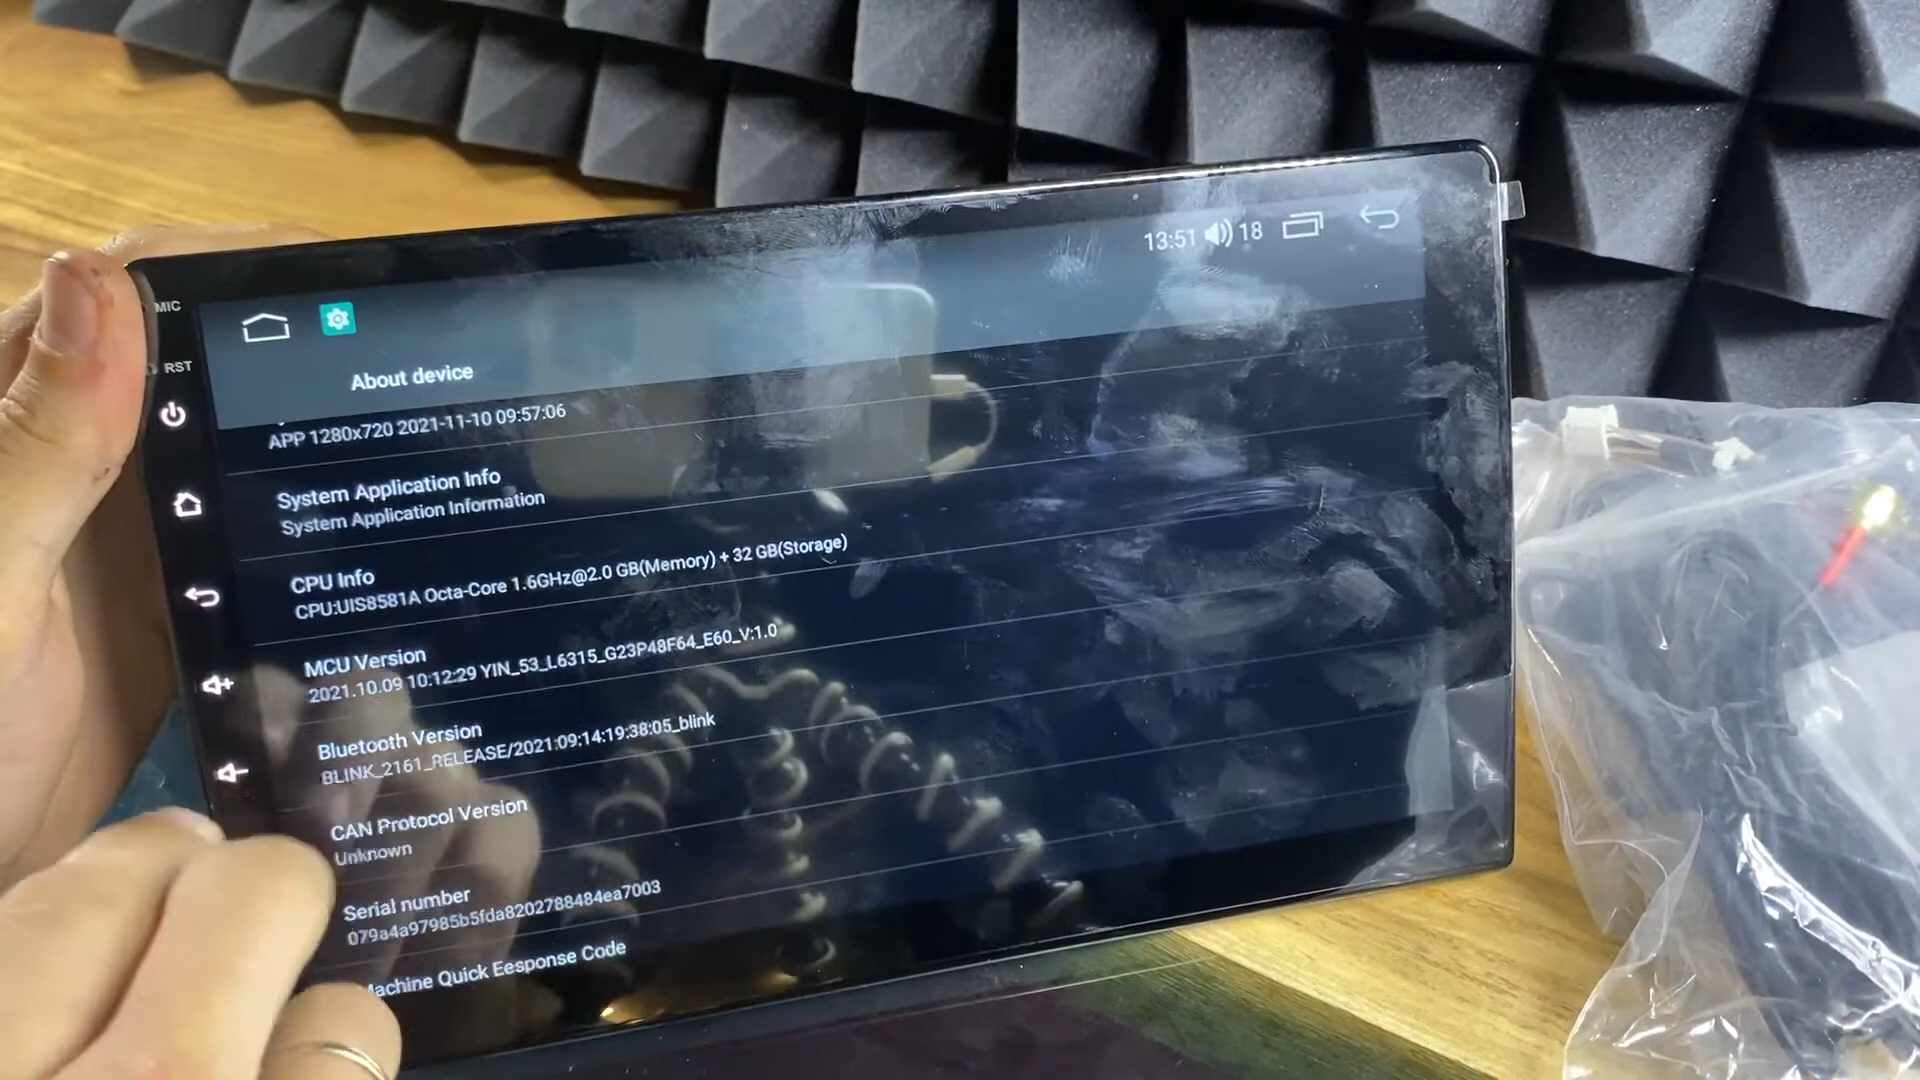 MIC
RST
13:51 18
About device
APP 1280x720 2021-11-10 09:57:06
System Application Info
System Application Information
CPU Info
CPU:UIS8581A Octa-Core 1.6GHz@2.0 GB(Memory) + 32 GB(Storage)
MCU Version
2021.10.09 10:12:29 YIN_53_L6315_G23P48F64_E60_V:1.0
Bluetooth Version
BLINK_2161_RELEASE/2021:09:14:19:38:05_blink
CAN Protocol Version
Unknown
Serial number
079a4a97985b5fda8202788484ea7003
Machine Quick Eesponse Code